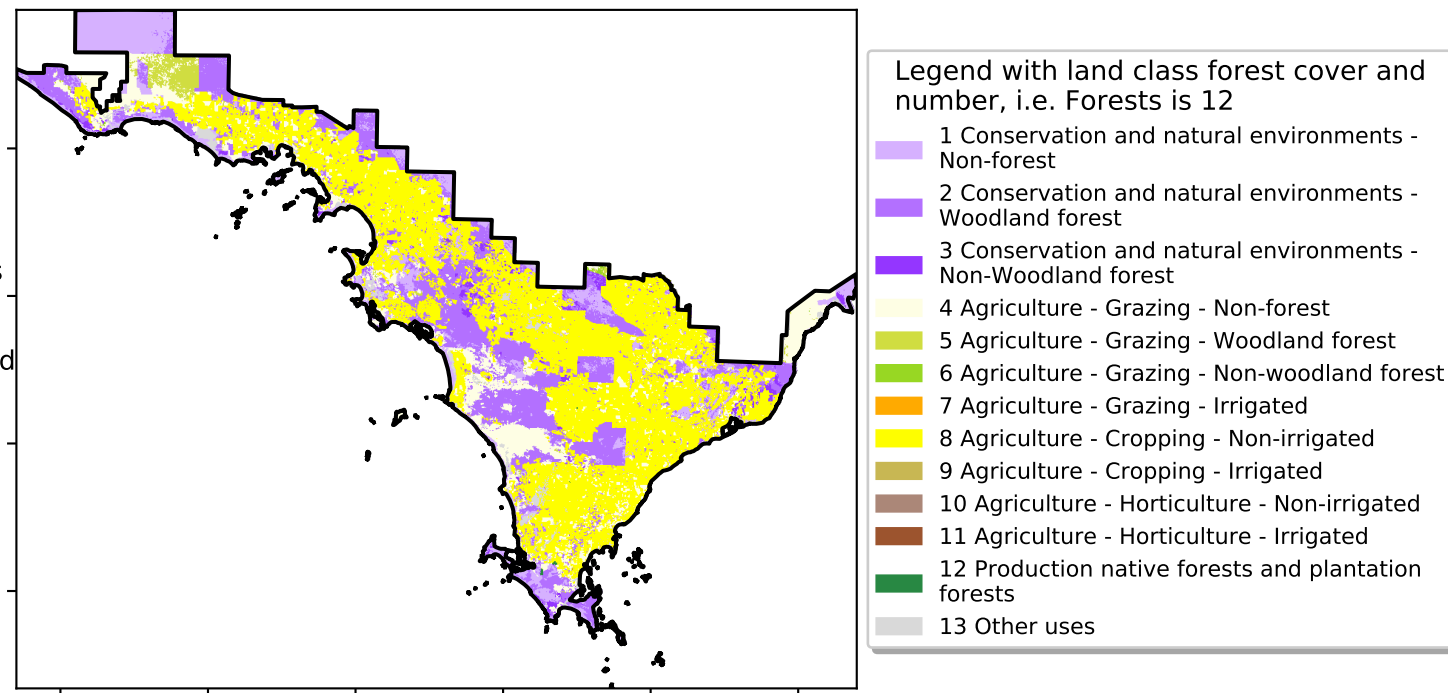 Legend with land class forest cover and
number, i.e. Forests is 12
1 Conservation and natural environments -
Non-forest
2 Conservation and natural environments -
Woodland forest
3 Conservation and natural environments -
Non-Woodland forest
4 Agriculture - Grazing - Non-forest
5 Agriculture - Grazing - Woodland forest
6 Agriculture - Grazing - Non-woodland forest
7 Agriculture - Grazing - Irrigated
8 Agriculture - Cropping - Non-irrigated
9 Agriculture - Cropping - Irrigated
10 Agriculture - Horticulture - Non-irrigated
11 Agriculture - Horticulture - Irrigated
12 Production native forests and plantation
forests
13 Other uses